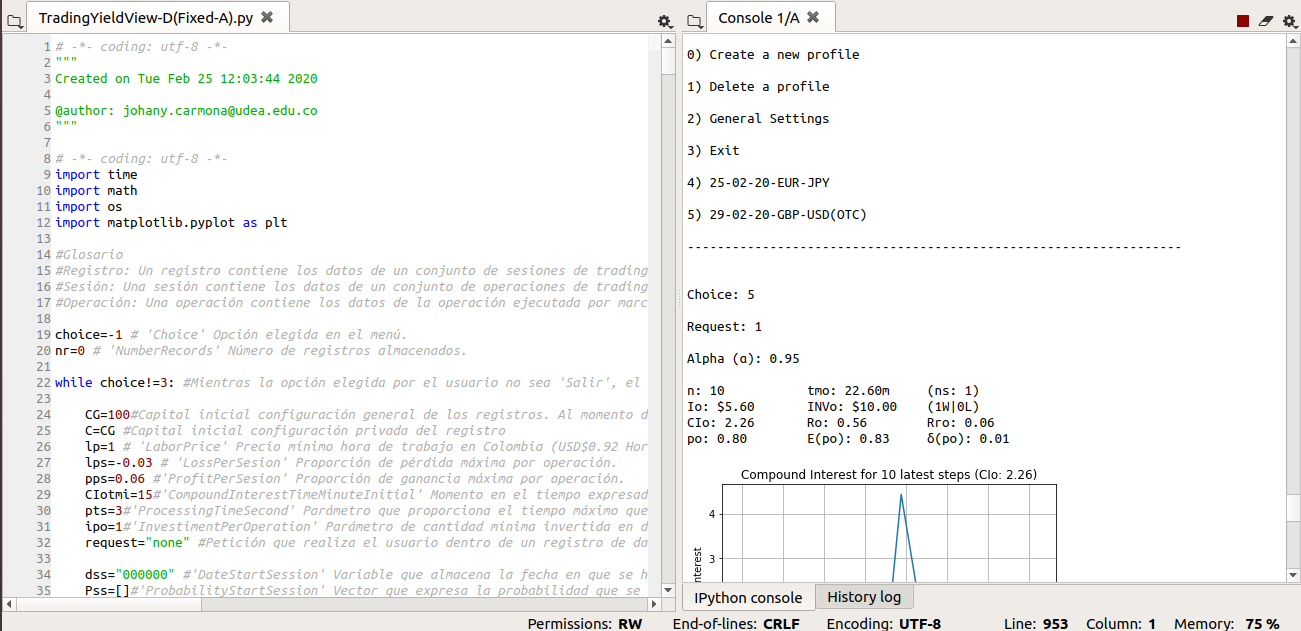 TradingYieldView-D(Fixed-A).py
1 # -*- coding: utf-8 -*-
2 """
3 Created on Tue Feb 25 12:03:44 2020
4
5 @author: johany.carmona@udea.edu.co
6 """
7
8 # -*- coding: utf-8 -*-
9 import time
10 import math
11 import os
12 import matplotlib.pyplot as plt
13
14 #Glosario
15 #Registro: Un registro contiene los datos de un conjunto de sesiones de trading
16 #Sesión: Una sesión contiene los datos de un conjunto de operaciones de trading
17 #Operación: Una operación contiene los datos de la operación ejecutada por marc
18
19 choice=-1 # 'Choice' Opción elegida en el menú.
20 nr=0 # 'NumberRecords' Número de registros almacenados.
21
22 while choice!=3: #Mientras la opción elegida por el usuario no sea 'Salir', el
23
24 CG=100#Capital inicial configuración general de los registros. Al momento d
25 C=CG #Capital inicial configuración privada del registro
26 lp=1 # 'LaborPrice' Precio mínimo hora de trabajo en Colombia (USD$0.92 Hor
27 lps=-0.03 # 'LossPerSesion' Proporción de pérdida máxima por operación.
28 pps=0.06 #'ProfitPerSesion' Proporción de ganancia máxima por operación.
29 CIotmi=15#'CompoundInterestTimeMinuteInitial' Momento en el tiempo expresad
30 pts=3#'ProcessingTimeSecond' Parámetro que proporciona el tiempo máximo que
31 ipo=1#'InvestimentPerOperation' Parámetro de cantidad mínima invertida en d
32 request="none" #Petición que realiza el usuario dentro de un registro de da
33
34 dss="000000" #'DateStartSession' Variable que almacena la fecha en que se h
35 Pss=[]#'ProbabilityStartSession' Vector que expresa la probabilidad que se
Console 1/A
0) Create a new profile
1) Delete a profile
2) General Settings
3) Exit
4) 25-02-20-EUR-JPY
5) 29-02-20-GBP-USD(OTC)
------------------------------------------------------------------
Choice: 5
Request: 1
Alpha (α): 0.95
n: 10 tmo: 22.60m (ns: 1)
Io: $5.60 INVo: $10.00 (1W|0L)
CIo: 2.26 Ro: 0.56 Rro: 0.06
po: 0.80 E(po): 0.83 δ(po): 0.01
Compound Interest for 10 latest steps (CIo: 2.26)
4
3
nterest
IPython console History log
Permissions: RW End-of-lines: CRLF Encoding: UTF-8 Line: 953 Column: 1 Memory: 75 %